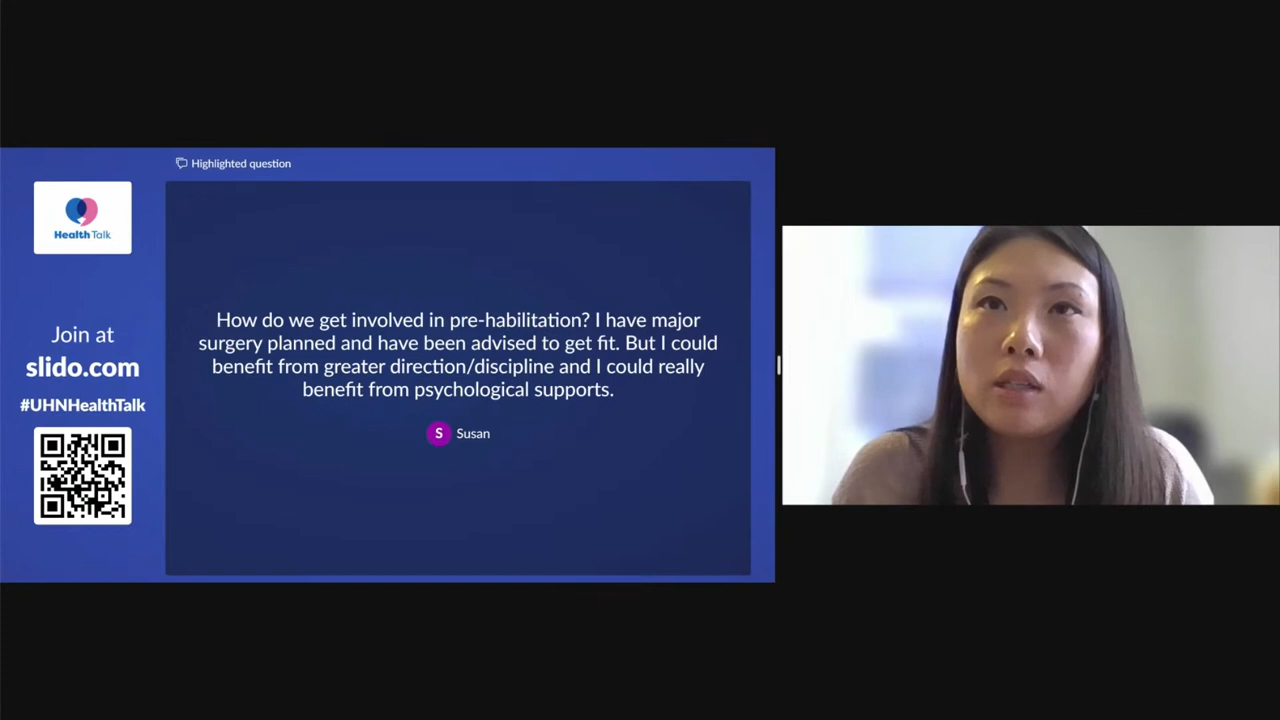 Highlighted question
Health Talk
Join at
slido.com
#UHNHealthTalk
How do we get involved in pre-habilitation? I have major
surgery planned and have been advised to get fit. But I could
benefit from greater direction/discipline and I could really
benefit from psychological supports.
S Susan